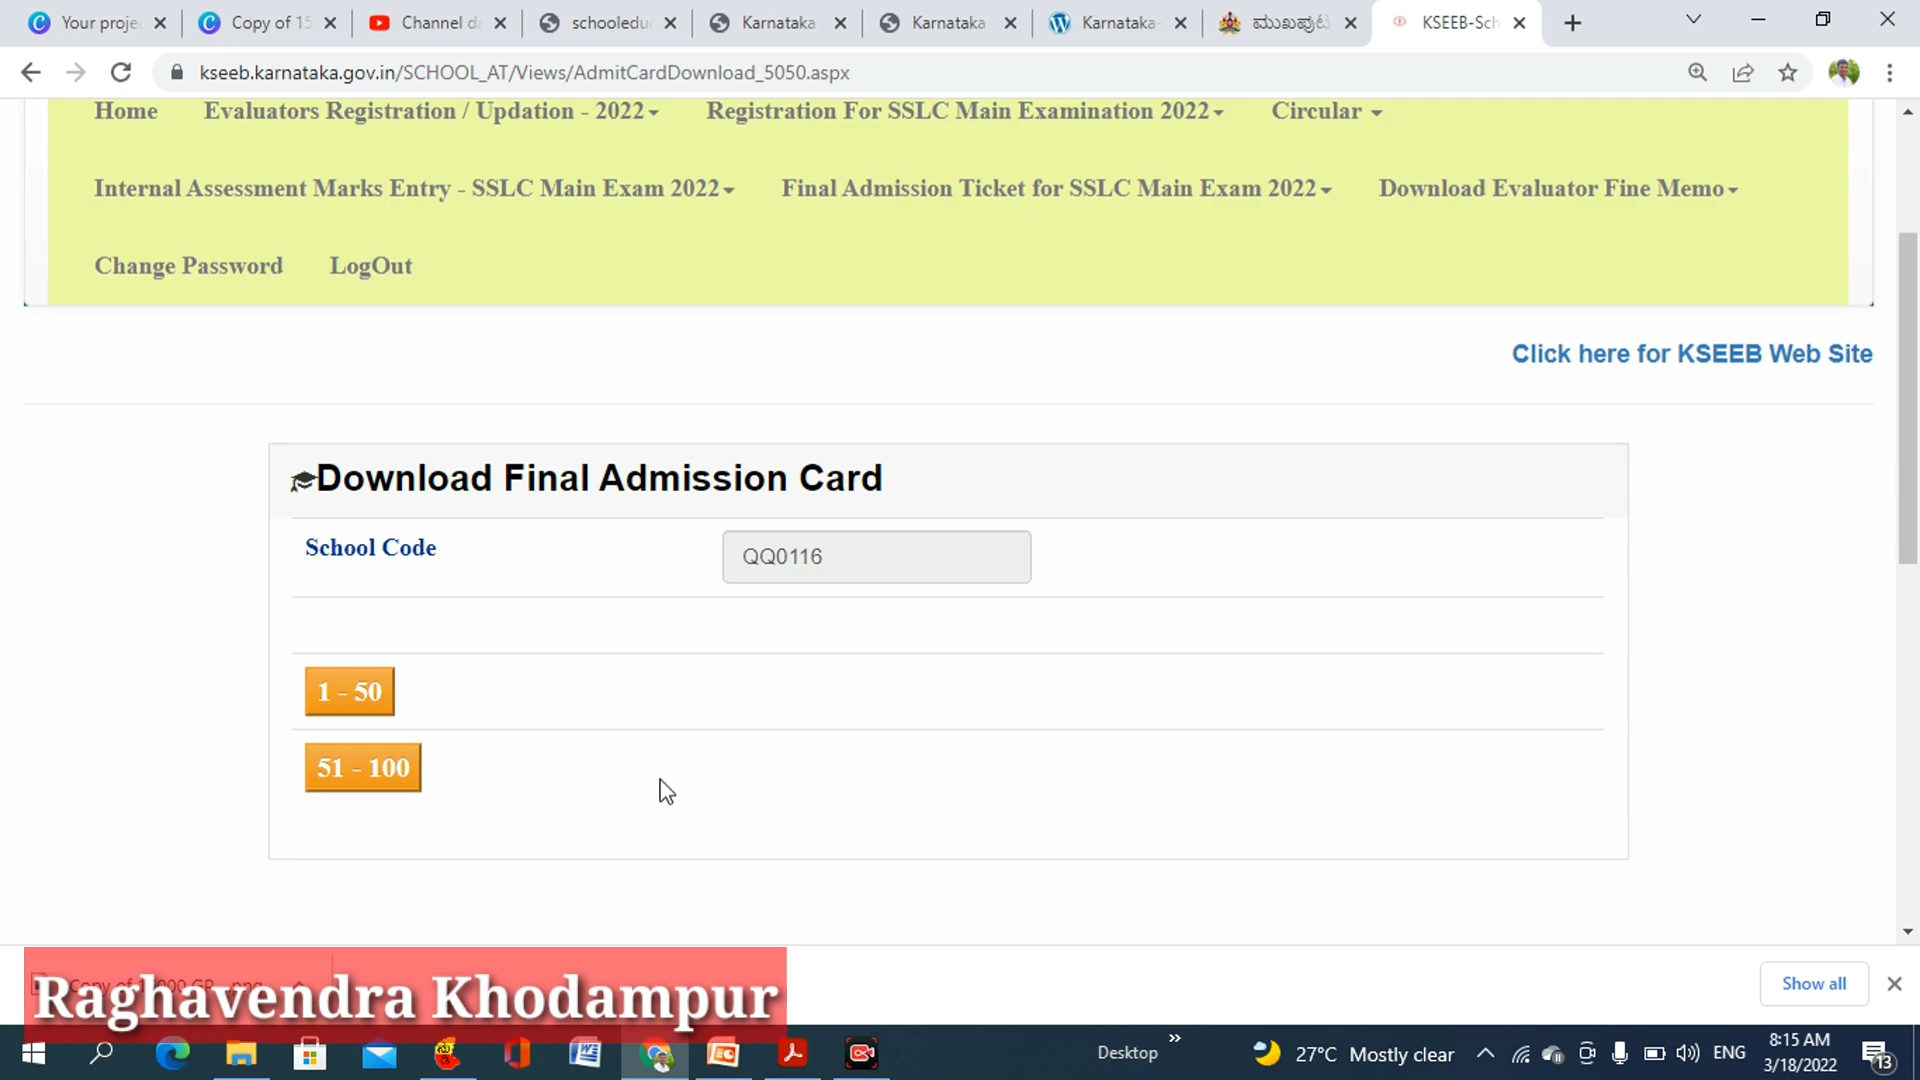 Your proje
Copy of 15
Channel da
schooledu
Karnataka
Karnataka
Karnataka-
ಮುಖಪುಟ
KSEEB-Sch
kseeb.karnataka.gov.in/SCHOOL_AT/Views/AdmitCardDownload_5050.aspx
Home Evaluators Registration / Updation - 2022 Registration For SSLC Main Examination 2022 Circular
Internal Assessment Marks Entry - SSLC Main Exam 2022 Final Admission Ticket for SSLC Main Exam 2022 Download Evaluator Fine Memo
Change Password LogOut
Click here for KSEEB Web Site
Download Final Admission Card
School Code QQ0116
1 - 50
51 - 100
Raghavendra Khodampur
Show all
Desktop
27°C Mostly clear
ENG
8:15 AM
3/18/2022
13